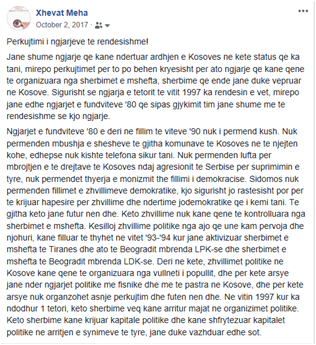 Xhevat Meha
October 2, 2017 ·
Perkujtimi i ngjarjeve te rendesishme!
Jane shume ngjarje qe kane ndertuar ardhjen e Kosoves ne kete status qe ka
tani, mirepo perkujtimet per to po behen kryesisht per ato ngjarje qe kane qene
te organizuara nga sherbimet e mshefta, sherbime qe ende jane duke vepruar
ne Kosove. Sigurisht se ngjarja e tetorit te vitit 1997 ka rendesin e vet, mirepo
jane edhe ngjarjet e fundviteve '80 qe sipas gjykimit tim jane shume me te
rendesishme se kjo ngjarje.
Ngjarjet e fundviteve '80 e deri ne fillim te viteve '90 nuk i permend kush. Nuk
permenden mbushja e shesheve te gjitha komunave te Kosoves ne te njejten
kohe, edhepse nuk kishte telefona sikur tani. Nuk permenden lufta per
mbrojtjen e te drejtave te Kosoves ndaj agresionit te Serbise per suprimimin e
tyre, nuk permendet thyerja e monizmit dhe fillimi i demokracise. Sidomos nuk
permenden fillimet e zhvillimeve demokratike, kjo sigurisht jo rastesisht por per
te krijuar hapesire per zhvillime dhe ndertime jodemokratike qe i kemi tani. Te
gjitha keto jane futur nen dhe. Keto zhvillime nuk kane qene te kontrolluara nga
sherbimet e mshefta. Kesilloj zhvillime politike nga ajo qe une kam pervoja dhe
njohuri, kane filluar te thyhet ne vitet '93-'94 kur jane aktivizuar sherbimet e
mshefta te Tiranes dhe ato te Beogradit mbrenda LPK-se dhe sherbimet e
mshefta te Beogradit mbrenda LDK-se. Deri ne kete, zhvillimet politike ne
Kosove kane qene te organizuara nga vullneti i popullit, dhe per kete arsye
jane nder ngjarjet politike me fisnike dhe me te pastra ne Kosove, dhe per kete
arsye nuk organzohet asnje perkujtim dhe futen nen dhe. Ne vitin 1997 kur ka
ndodhur 1 tetori, keto sherbime veq kane arritur majat ne organizimet politike.
Keto sherbime kane krijuar kapitale politike dhe kane shfrytezuar kapitalet
politike ne arritjen e synimeve te tyre, jane duke vazhduar edhe sot.